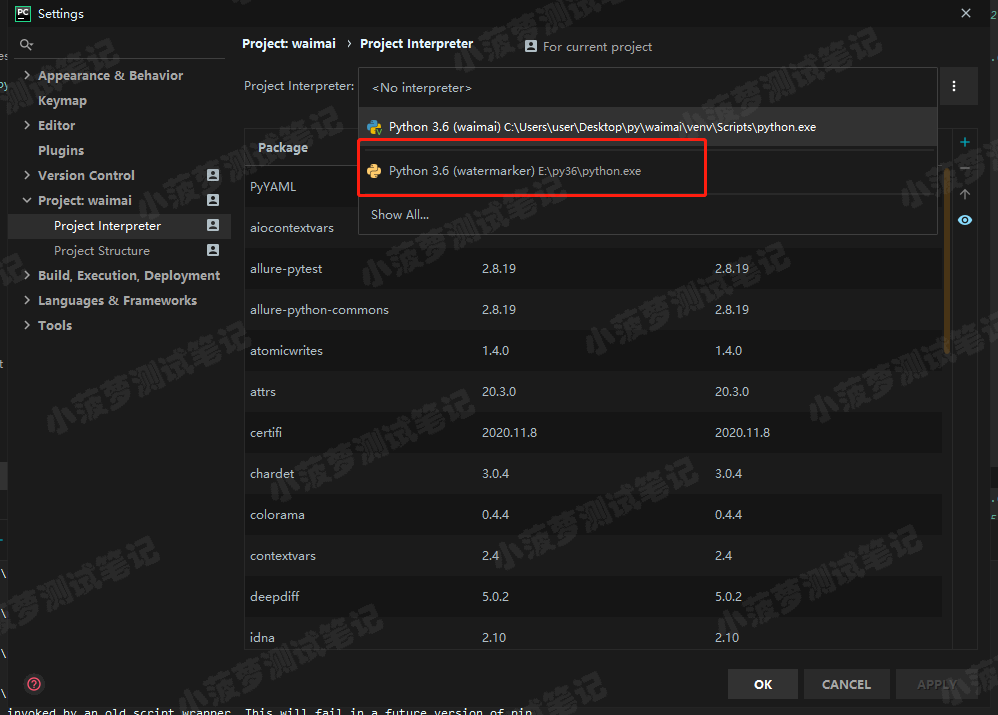 PC Settings
Project: waimai › Project Interpreter For current project
Appearance & Behavior
Keymap
Editor
Plugins
Version Control
Project: waimai
Project Interpreter
Project Structure
Build, Execution, Deployment
Languages & Frameworks
Tools
Project Interpreter:
<No interpreter>
Python 3.6 (waimai) C:\Users\user\Desktop\py\waimai\venv\Scripts\python.exe
Python 3.6 (watermarker) E:\py36\python.exe
Show All...
Package
PyYAML
aiocontextvars
allure-pytest 2.8.19 2.8.19
allure-python-commons 2.8.19 2.8.19
atomicwrites 1.4.0 1.4.0
attrs 20.3.0 20.3.0
certifi 2020.11.8 2020.11.8
chardet 3.0.4 3.0.4
colorama 0.4.4 0.4.4
contextvars 2.4 2.4
deepdiff 5.0.2 5.0.2
idna 2.10 2.10
OK CANCEL APPLY
invoked by an old script wrapper. This will fail in a future version of pip
小菠萝测试笔记